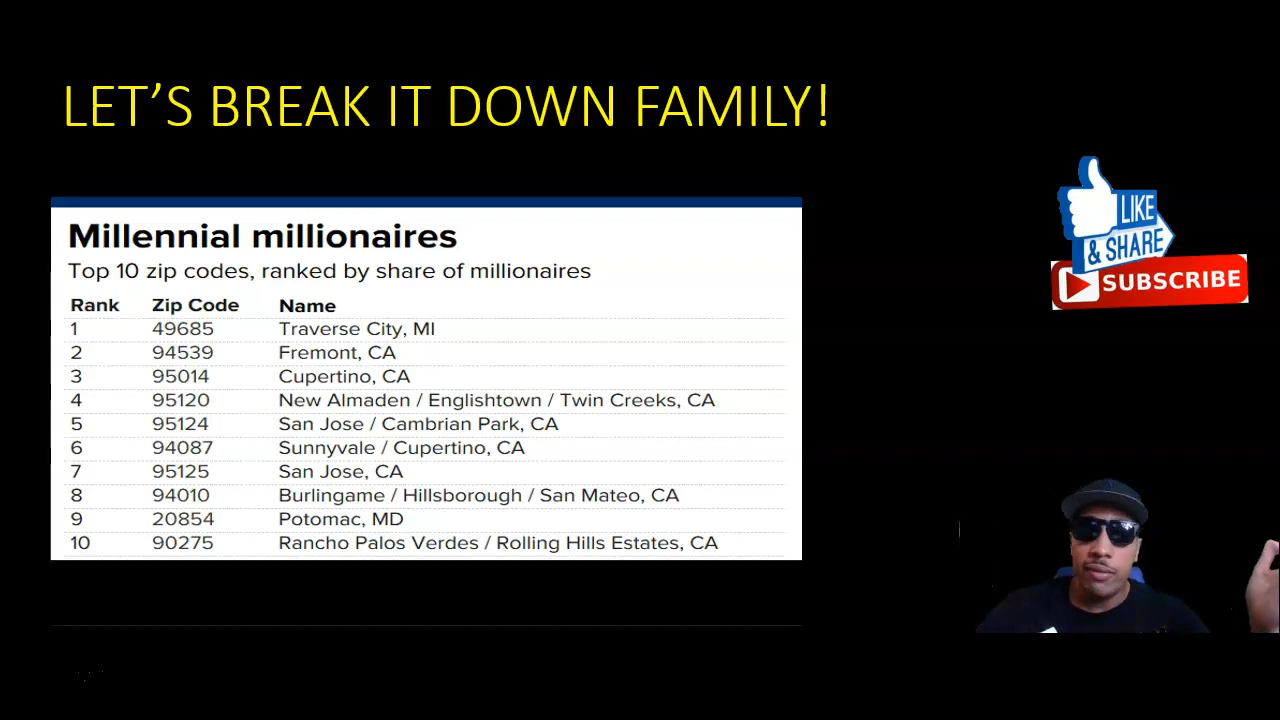 LET'S BREAK IT DOWN FAMILY!
LIKE
& SHARE
SUBSCRIBE
Millennial millionaires
Top 10 zip codes, ranked by share of millionaires
Rank Zip Code Name
1 49685 Traverse City, MI
2 94539 Fremont, CA
3 95014 Cupertino, CA
4 95120 New Almaden / Englishtown / Twin Creeks, CA
5 95124 San Jose / Cambrian Park, CA
6 94087 Sunnyvale / Cupertino, CA
7 95125 San Jose, CA
8 94010 Burlingame / Hillsborough / San Mateo, CA
9 20854 Potomac, MD
10 90275 Rancho Palos Verdes / Rolling Hills Estates, CA